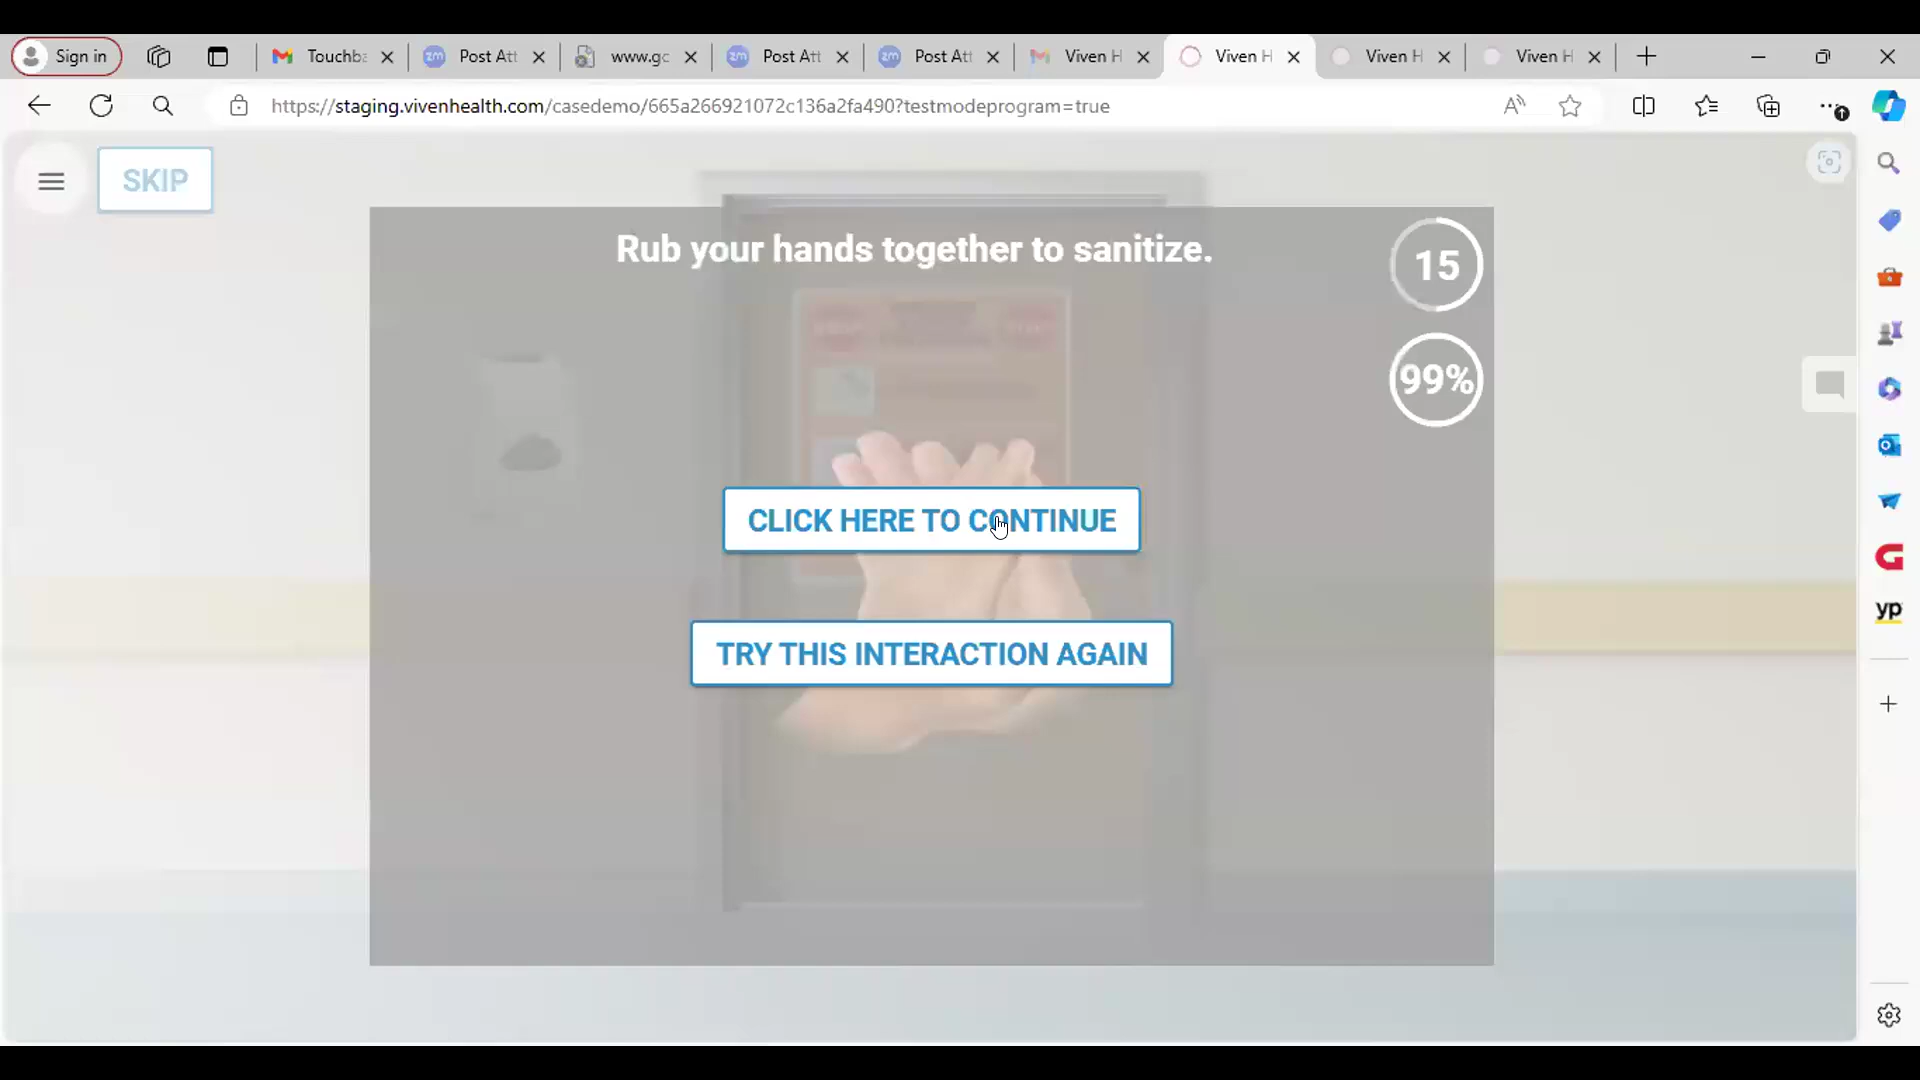 Sign in
Touchba
Post Att
www.gc
Post Att
Post Att
Viven H
Viven H
Viven H
Viven H
https://staging.vivenhealth.com/casedemo/665a266921072c136a2fa490?testmodeprogram=true
SKIP
Rub your hands together to sanitize.
15
99%
CLICK HERE TO CONTINUE
TRY THIS INTERACTION AGAIN
yp